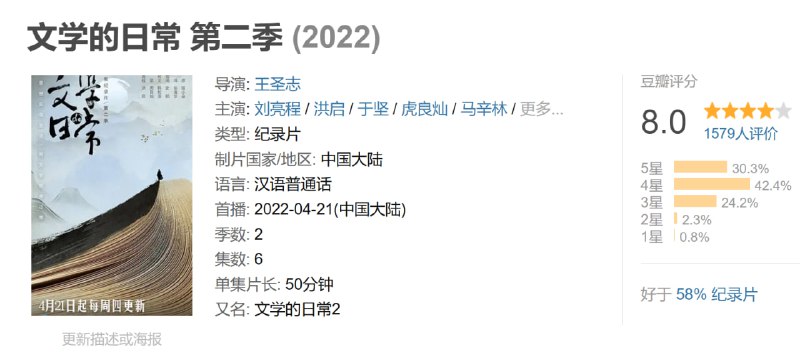 文学的日常 第二季 (2022)
文学的日常
4月21日起每周四更新
更新描述或海报
导演: 王圣志
主演: 刘亮程 / 洪启 / 于坚 / 虎良灿 / 马辛林 / 更多...
类型: 纪录片
制片国家/地区: 中国大陆
语言: 汉语普通话
首播: 2022-04-21(中国大陆)
季数: 2
集数: 6
单集片长: 50分钟
又名: 文学的日常2
豆瓣评分
8.0
1579人评价
5星 30.3%
4星 42.4%
3星 24.2%
2星 2.3%
1星 0.8%
好于 58% 纪录片